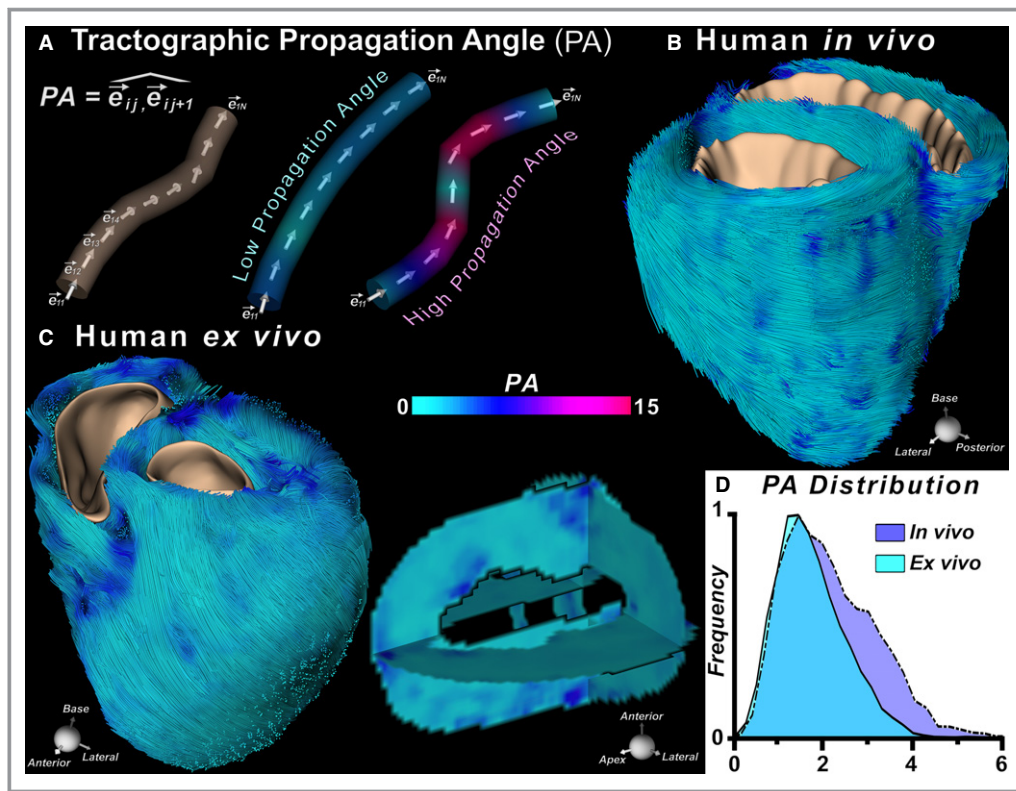 A Tractographic Propagation Angle (PA)
PA = e⃗ij, e⃗ij+1
e⃗1N
e⃗14
e⃗13
e⃗12
e⃗11
Low Propagation Angle
e⃗1N
e⃗11
High Propagation Angle
e⃗1N
e⃗11
B Human in vivo
Base
Lateral
Posterior
C Human ex vivo
Base
Anterior
Lateral
PA
0 15
Anterior
Apex
Lateral
D PA Distribution
In vivo
Ex vivo
Frequency
1
0
0 2 4 6